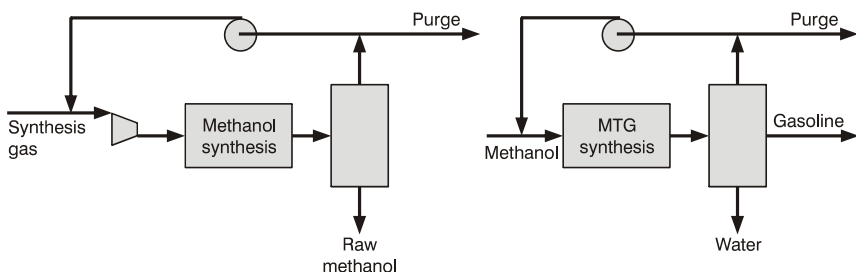 Purge
Synthesis
gas
Methanol
synthesis
Raw
methanol
Purge
Methanol
MTG
synthesis
Gasoline
Water